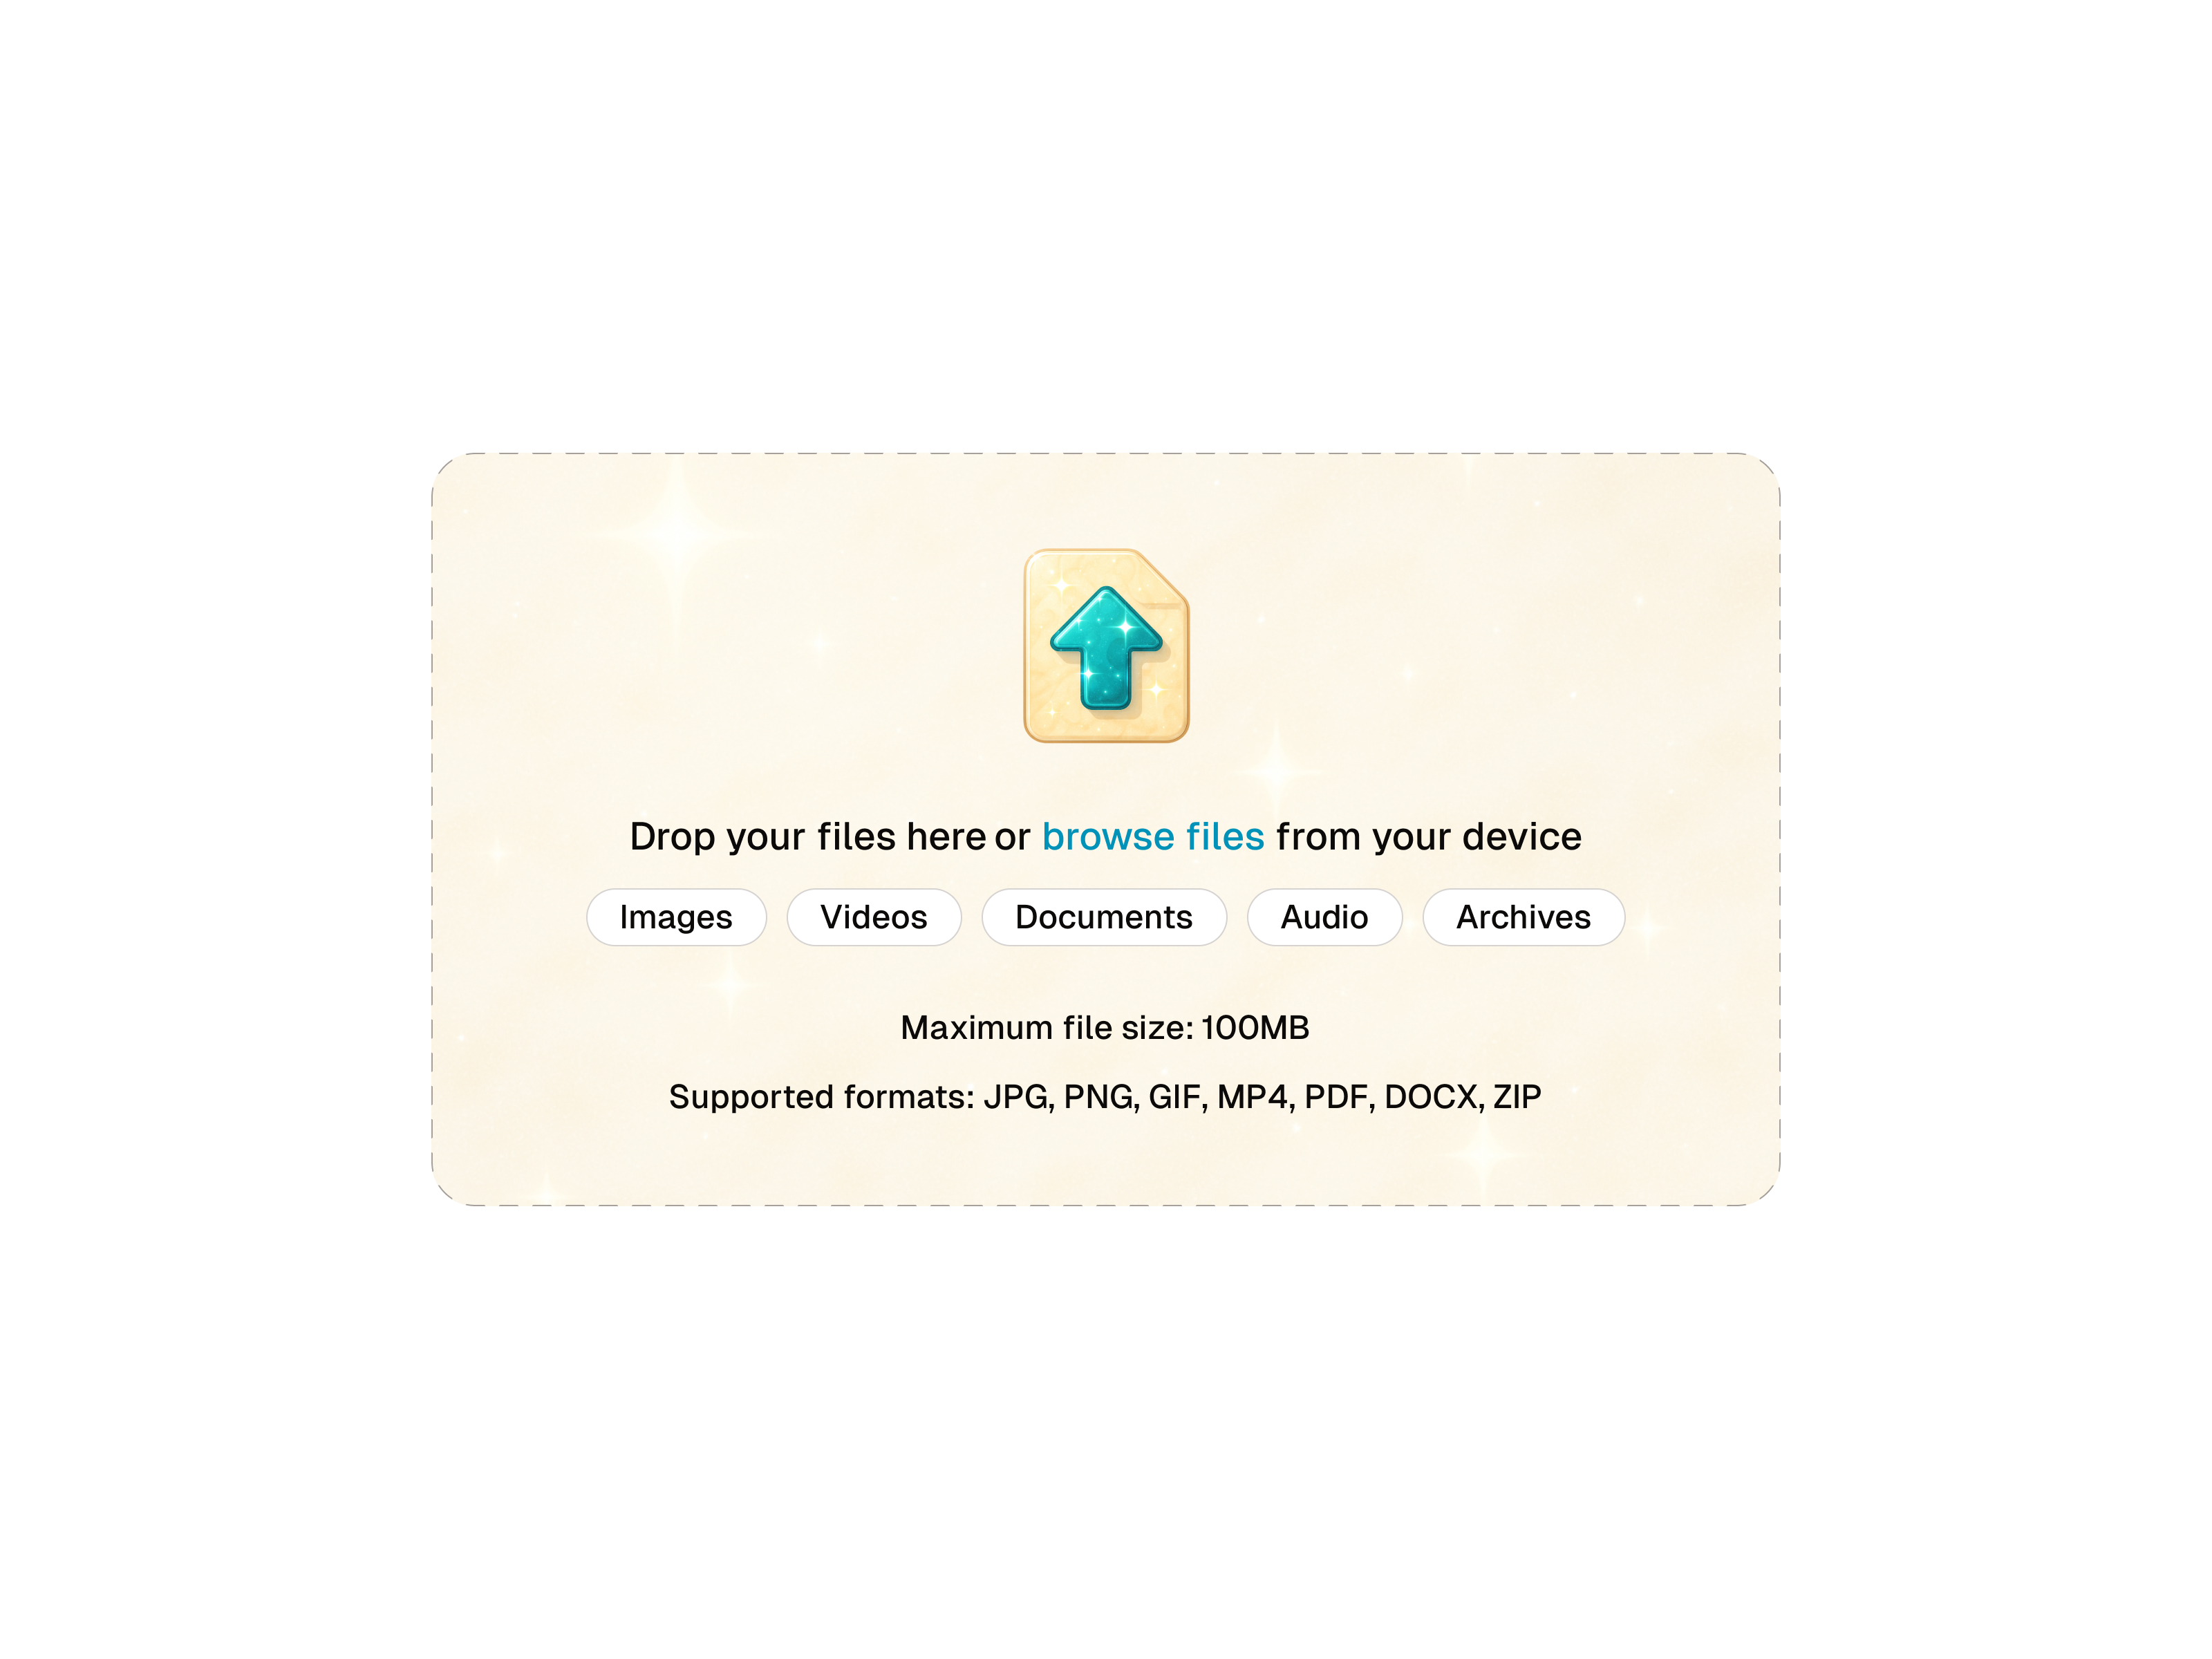 Drop your files here or browse files from your device
Images Videos Documents Audio Archives
Maximum file size: 100MB
Supported formats: JPG, PNG, GIF, MP4, PDF, DOCX, ZIP